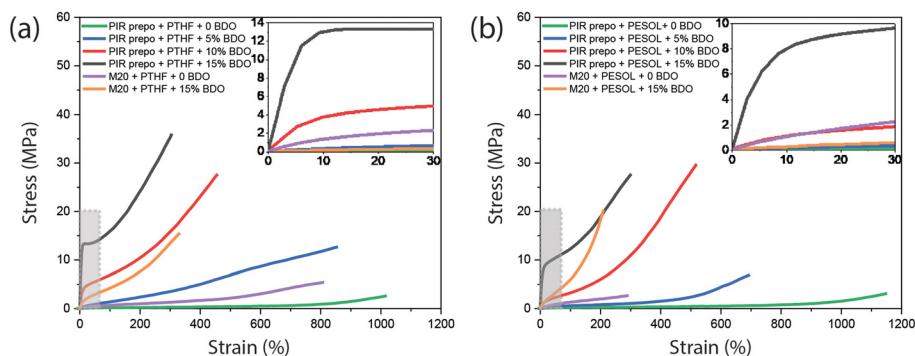 (a)
PIR prepo + PTHF + 0 BDO
PIR prepo + PTHF + 5% BDO
PIR prepo + PTHF + 10% BDO
PIR prepo + PTHF + 15% BDO
M20 + PTHF + 0 BDO
M20 + PTHF + 15% BDO
60
50
40
30
20
10
0
Stress (MPa)
0 200 400 600 800 1000 1200
Strain (%)
14
12
10
8
6
4
2
0
0 10 20 30
(b)
PIR prepo + PESOL+ 0 BDO
PIR prepo + PESOL + 5% BDO
PIR prepo + PESOL + 10% BDO
PIR prepo + PESOL + 15% BDO
M20 + PESOL + 0 BDO
M20 + PESOL + 15% BDO
60
50
40
30
20
10
0
Stress (MPa)
0 200 400 600 800 1000 1200
Strain (%)
10
8
6
4
2
0
0 10 20 30